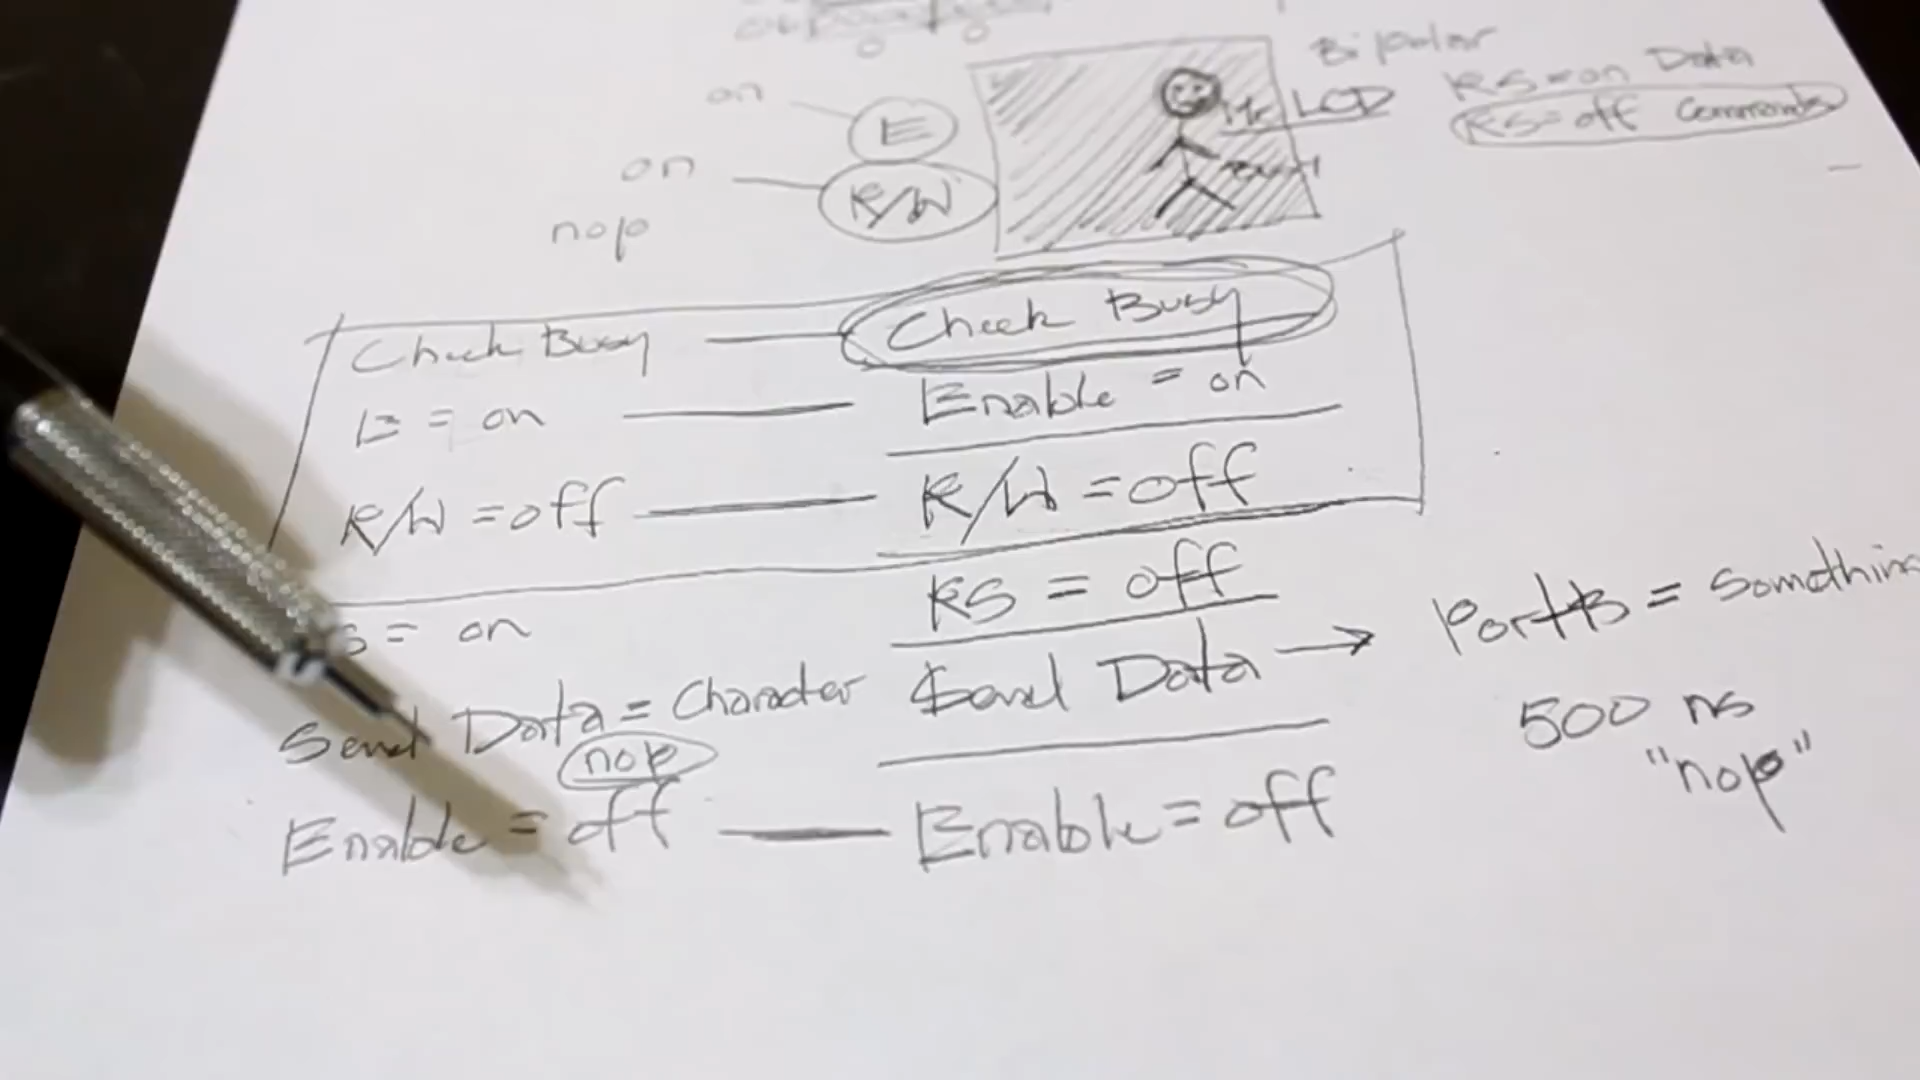 Bipolar
on
E
Mr LCD
RS = on Data
RS = off Commands
on
R/W
nop
Check Busy
Check Busy
E = on
Enable = on
R/W = off
R/W = off
RS = off
S = on
PortB = Somethin
Send Data = Character
Send Data
500 ns
nop
"nop"
Enable = off
Enable = off